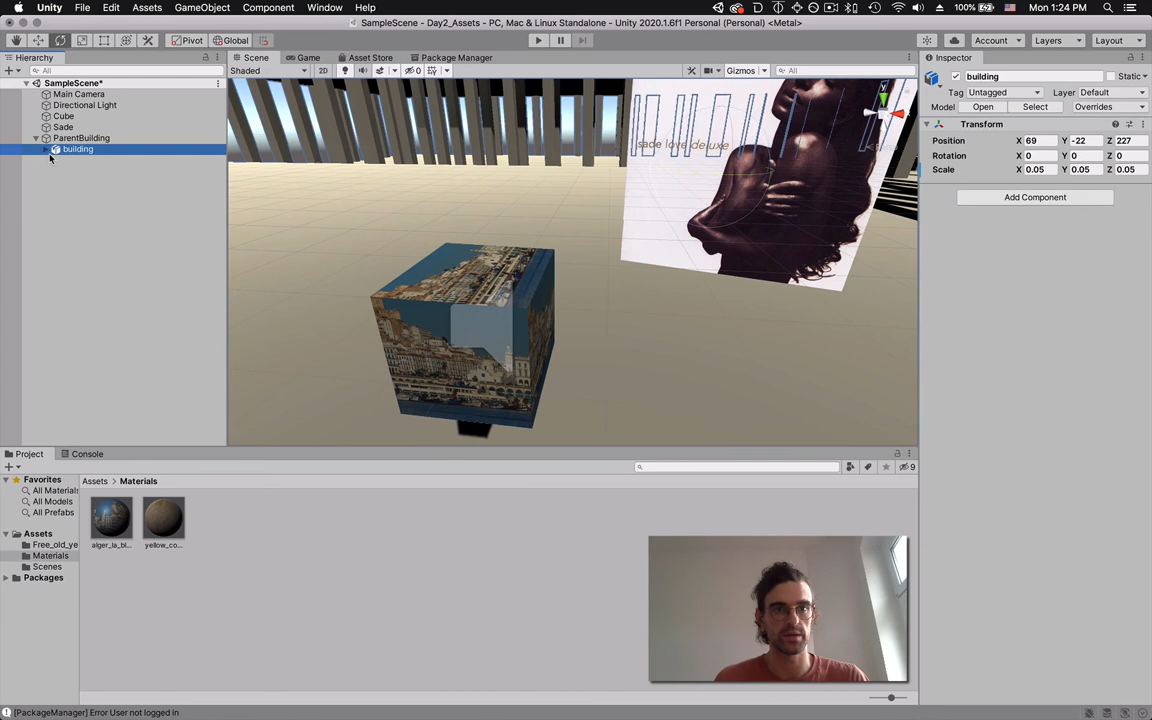 Unity File Edit Assets GameObject Component Window Help 100% Mon 1:24 PM
SampleScene - Day2_Assets - PC, Mac & Linux Standalone - Unity 2020.1.6f1 Personal (Personal) <Metal>
Pivot Global Account Layers Layout
Hierarchy Scene Game Asset Store Package Manager Inspector
All Shaded 2D 0 Gizmos All building Static
SampleScene* Tag Untagged Layer Default
Main Camera Model Open Select Overrides
Directional Light
Cube Transform
Sade
ParentBuilding Position X 69 Y -22 Z 227
building Rotation X 0 Y 0 Z 0
Scale X 0.05 Y 0.05 Z 0.05
Add Component
sade love deluxe
y
Project Console
9
Favorites Assets > Materials
All Materials
All Models
All Prefabs
Assets
Free_old_ye
Materials alger_la_bl... yellow_co...
Scenes
Packages
[PackageManager] Error User not logged in